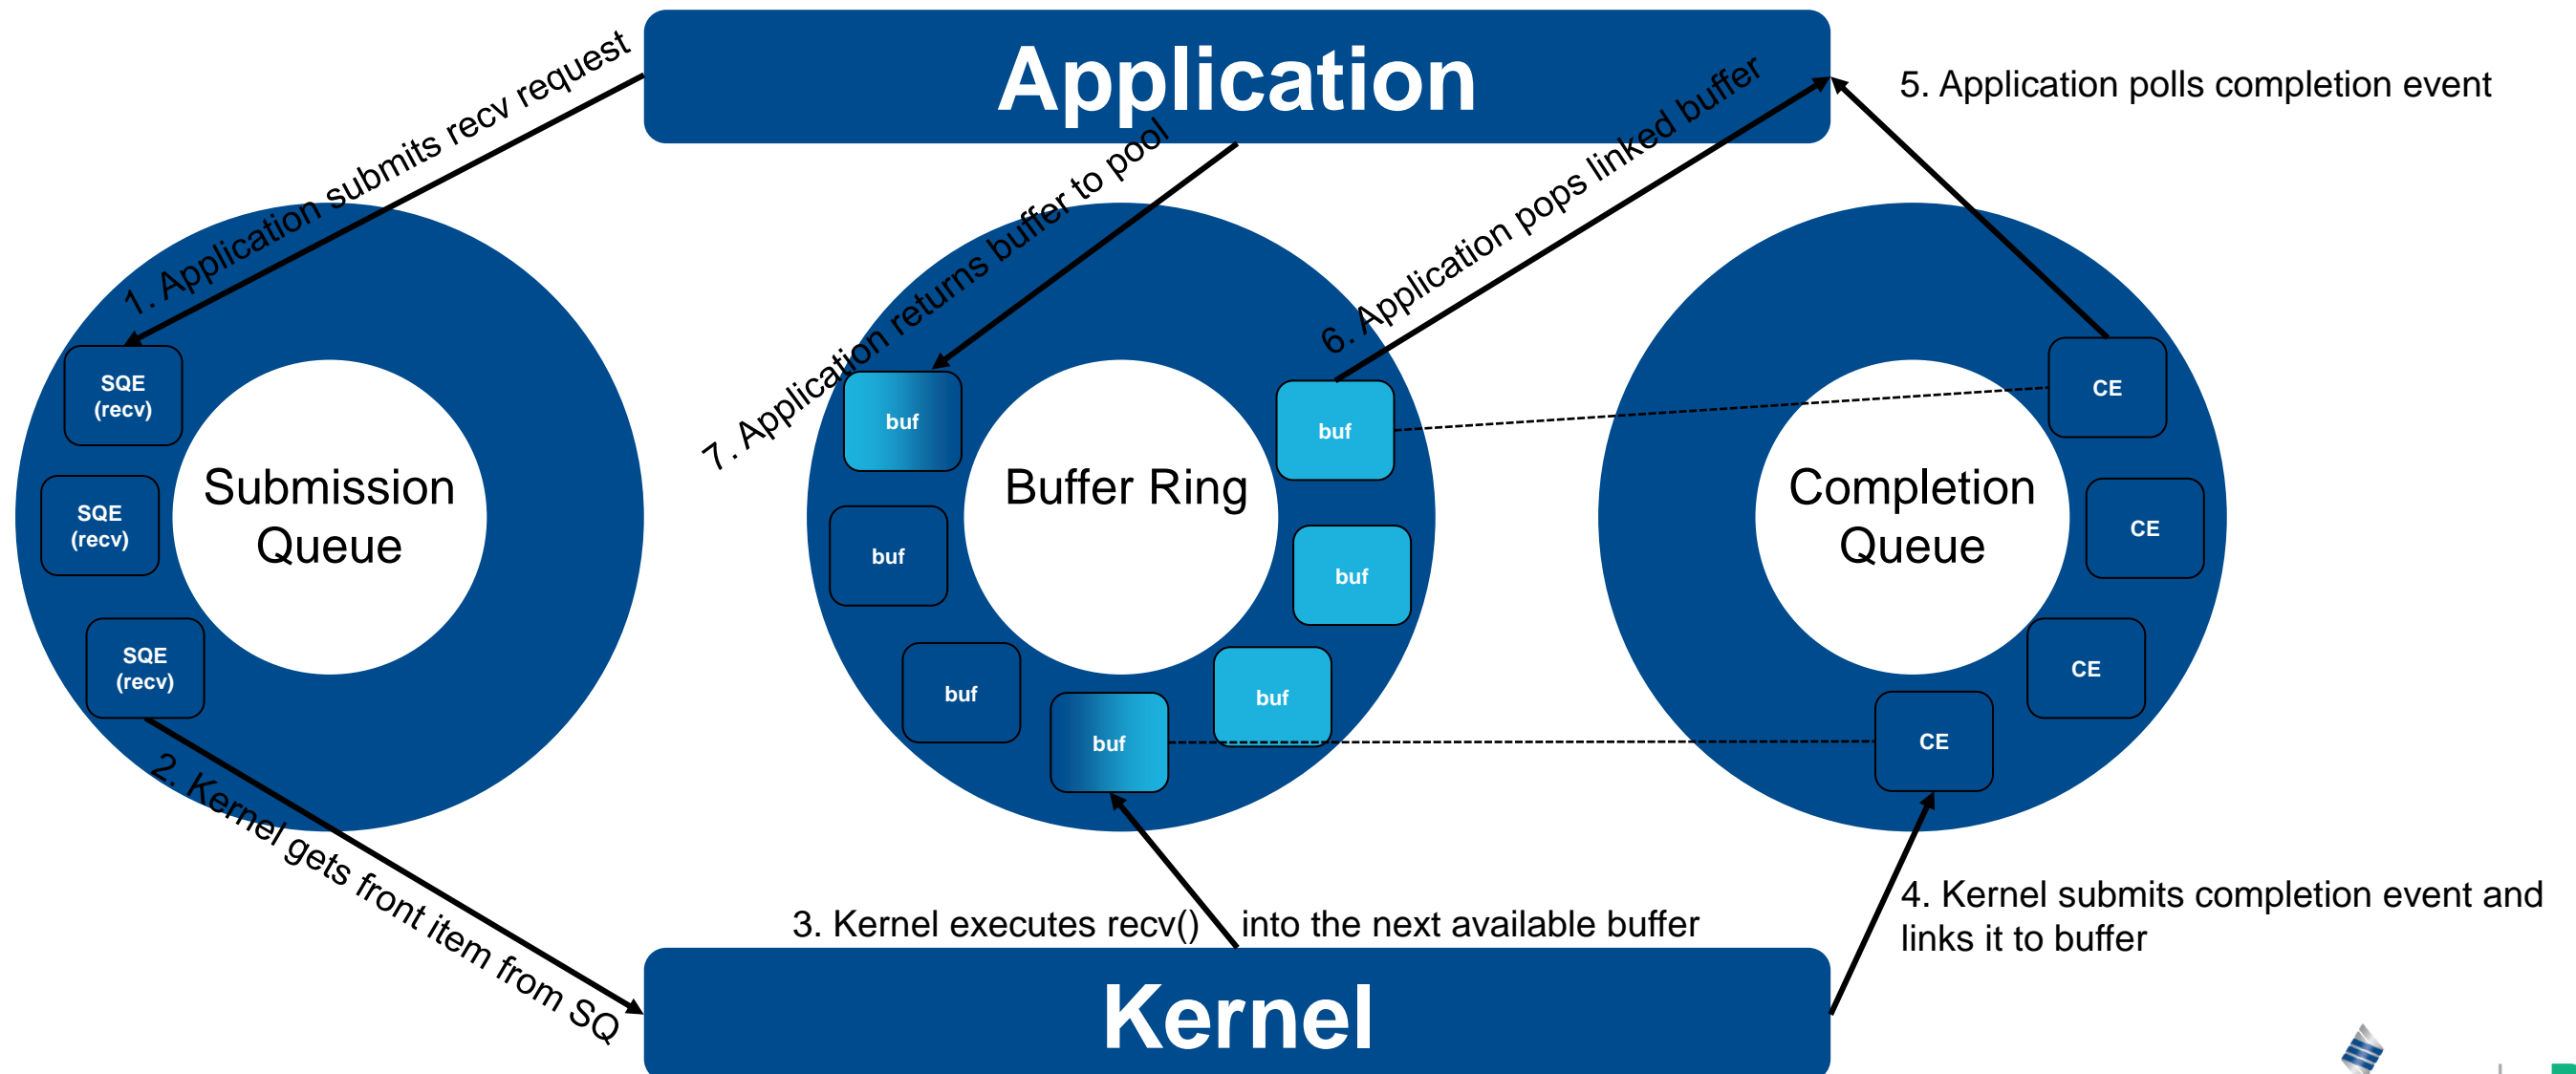 Application
1. Application submits recv request
7. Application returns buffer to pool
6. Application pops linked buffer
5. Application polls completion event
SQE
(recv)
SQE
(recv)
SQE
(recv)
Submission
Queue
buf
buf
buf
buf
buf
buf
buf
Buffer Ring
CE
CE
CE
CE
Completion
Queue
2. Kernel gets front item from SQ
3. Kernel executes recv() into the next available buffer
4. Kernel submits completion event and
links it to buffer
Kernel